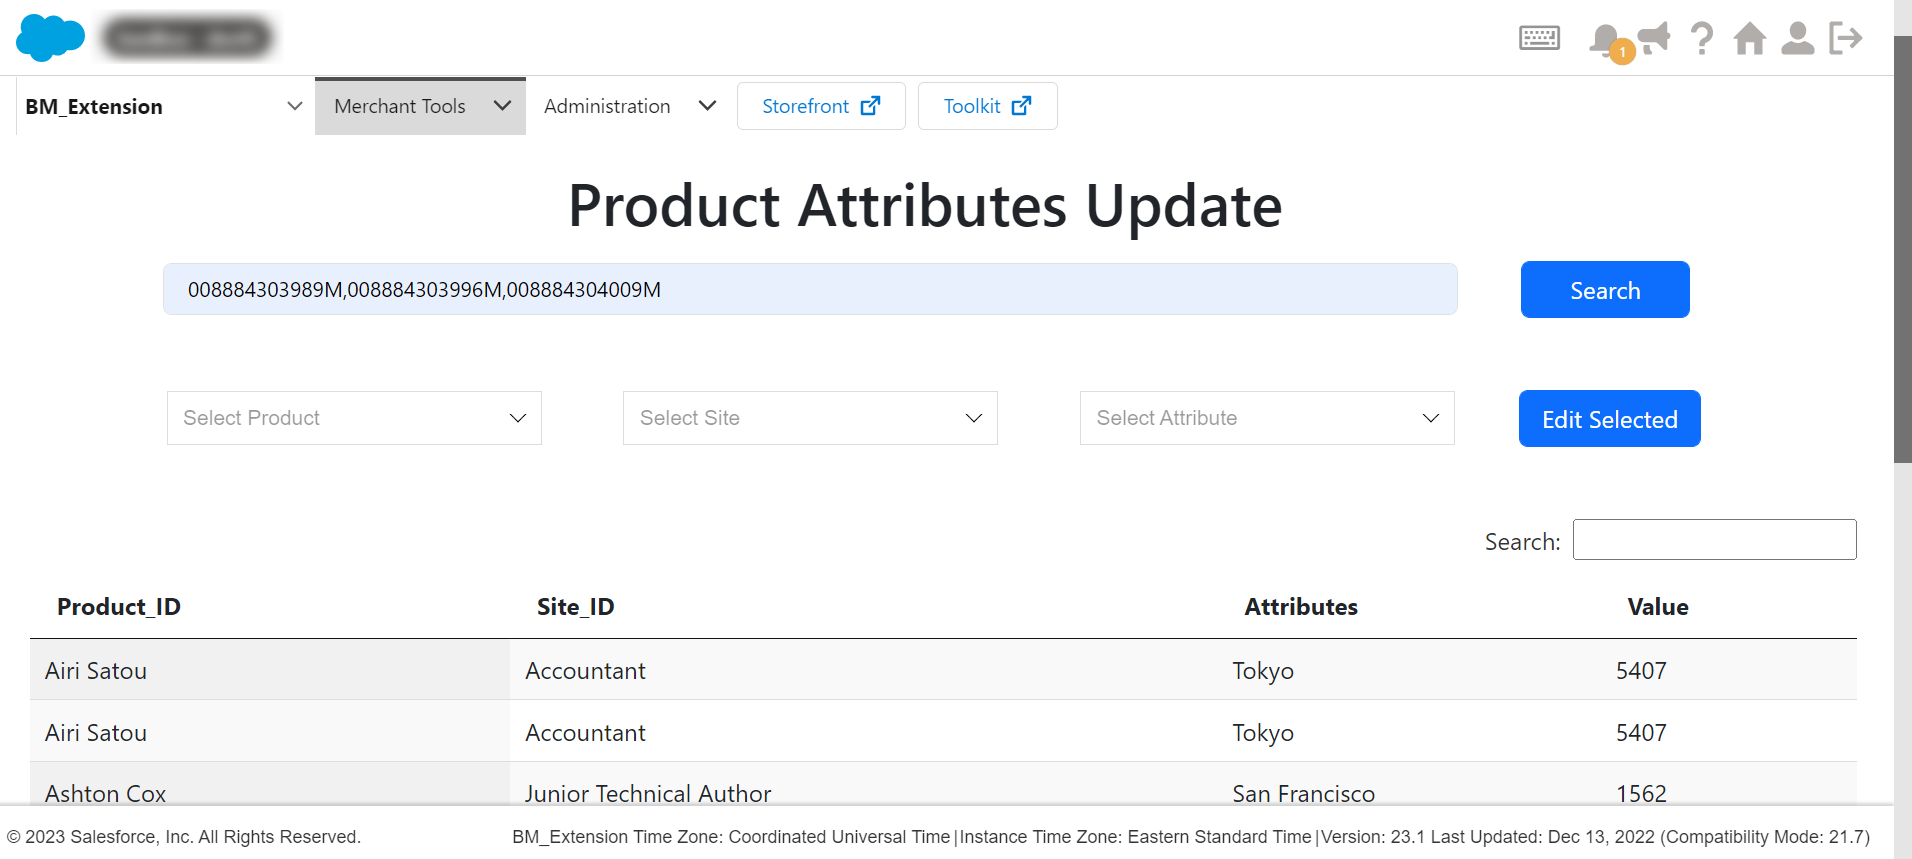 1
BM_Extension Merchant Tools Administration Storefront Toolkit
Product Attributes Update
008884303989M,008884303996M,008884304009M Search
Select Product Select Site Select Attribute Edit Selected
Search:
Product_ID Site_ID Attributes Value
Airi Satou Accountant Tokyo 5407
Airi Satou Accountant Tokyo 5407
Ashton Cox Junior Technical Author San Francisco 1562
© 2023 Salesforce, Inc. All Rights Reserved. BM_Extension Time Zone: Coordinated Universal Time|Instance Time Zone: Eastern Standard Time|Version: 23.1 Last Updated: Dec 13, 2022 (Compatibility Mode: 21.7)